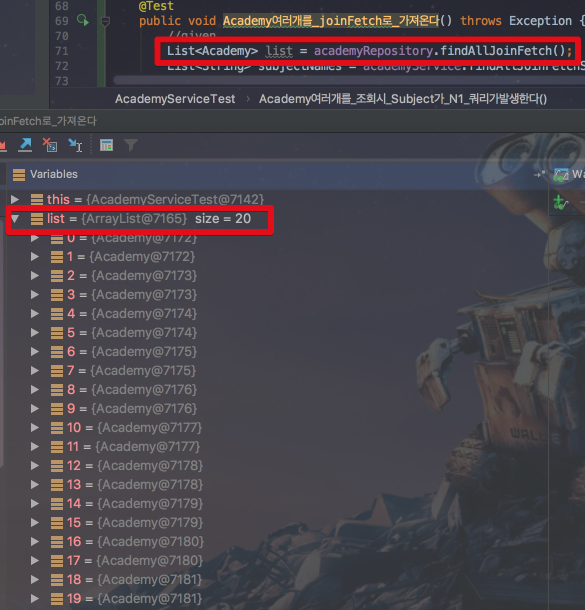 68 @Test
69 public void Academy여러개를_joinFetch로_가져온다() throws Exception {
70 //given
71 List<Academy> list = academyRepository.findAllJoinFetch();
72
73
AcademyServiceTest > Academy여러개를_조회시_Subject가_N1_쿼리가발생한다()
joinFetch로_가져온다
Variables
this = {AcademyServiceTest@7142}
list = {ArrayList@7165} size = 20
0 = {Academy@7172}
1 = {Academy@7172}
2 = {Academy@7173}
3 = {Academy@7173}
4 = {Academy@7174}
5 = {Academy@7174}
6 = {Academy@7175}
7 = {Academy@7175}
8 = {Academy@7176}
9 = {Academy@7176}
10 = {Academy@7177}
11 = {Academy@7177}
12 = {Academy@7178}
13 = {Academy@7178}
14 = {Academy@7179}
15 = {Academy@7179}
16 = {Academy@7180}
17 = {Academy@7180}
18 = {Academy@7181}
19 = {Academy@7181}